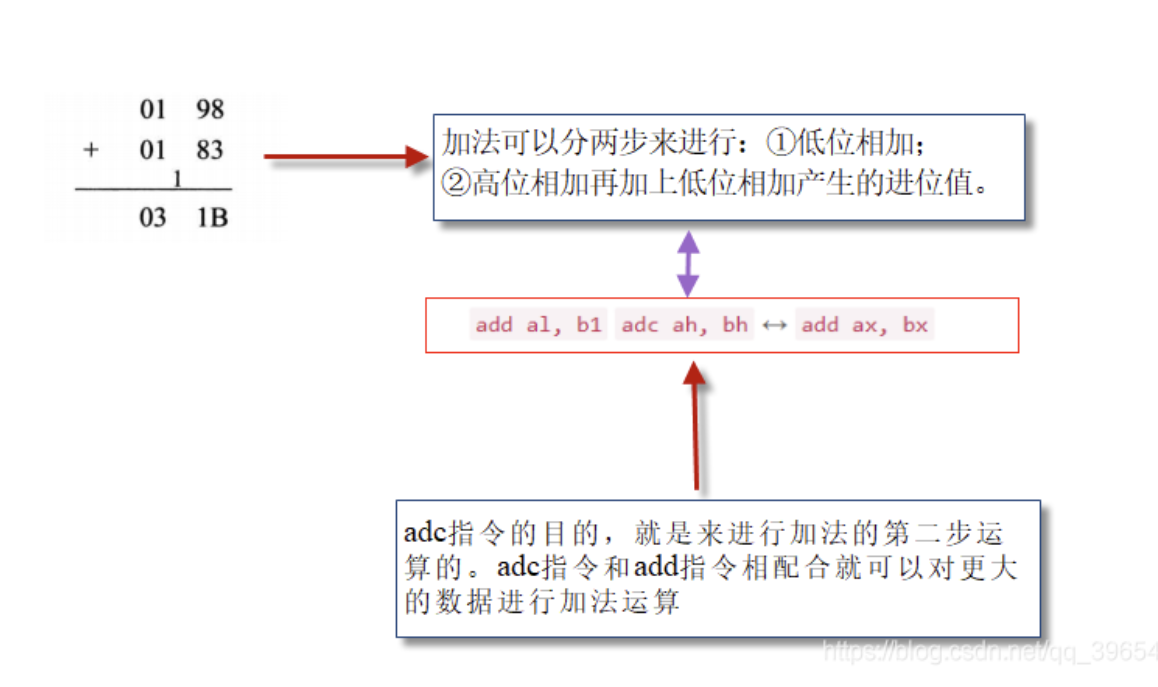 01 98
+ 01 83
1
03 1B
加法可以分两步来进行：①低位相加；
②高位相加再加上低位相加产生的进位值。
add al, b1 adc ah, bh ↔ add ax, bx
adc指令的目的，就是来进行加法的第二步运
算的。adc指令和add指令相配合就可以对更大
的数据进行加法运算
https://blog.csdn.net/qq_39654